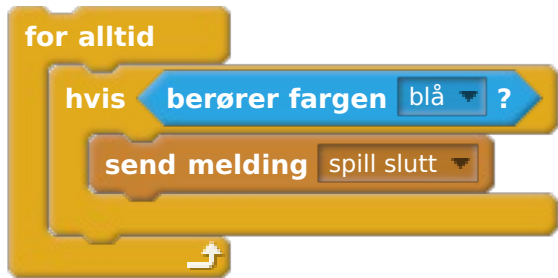 for alltid
hvis berører fargen blå ?
send melding spill slutt